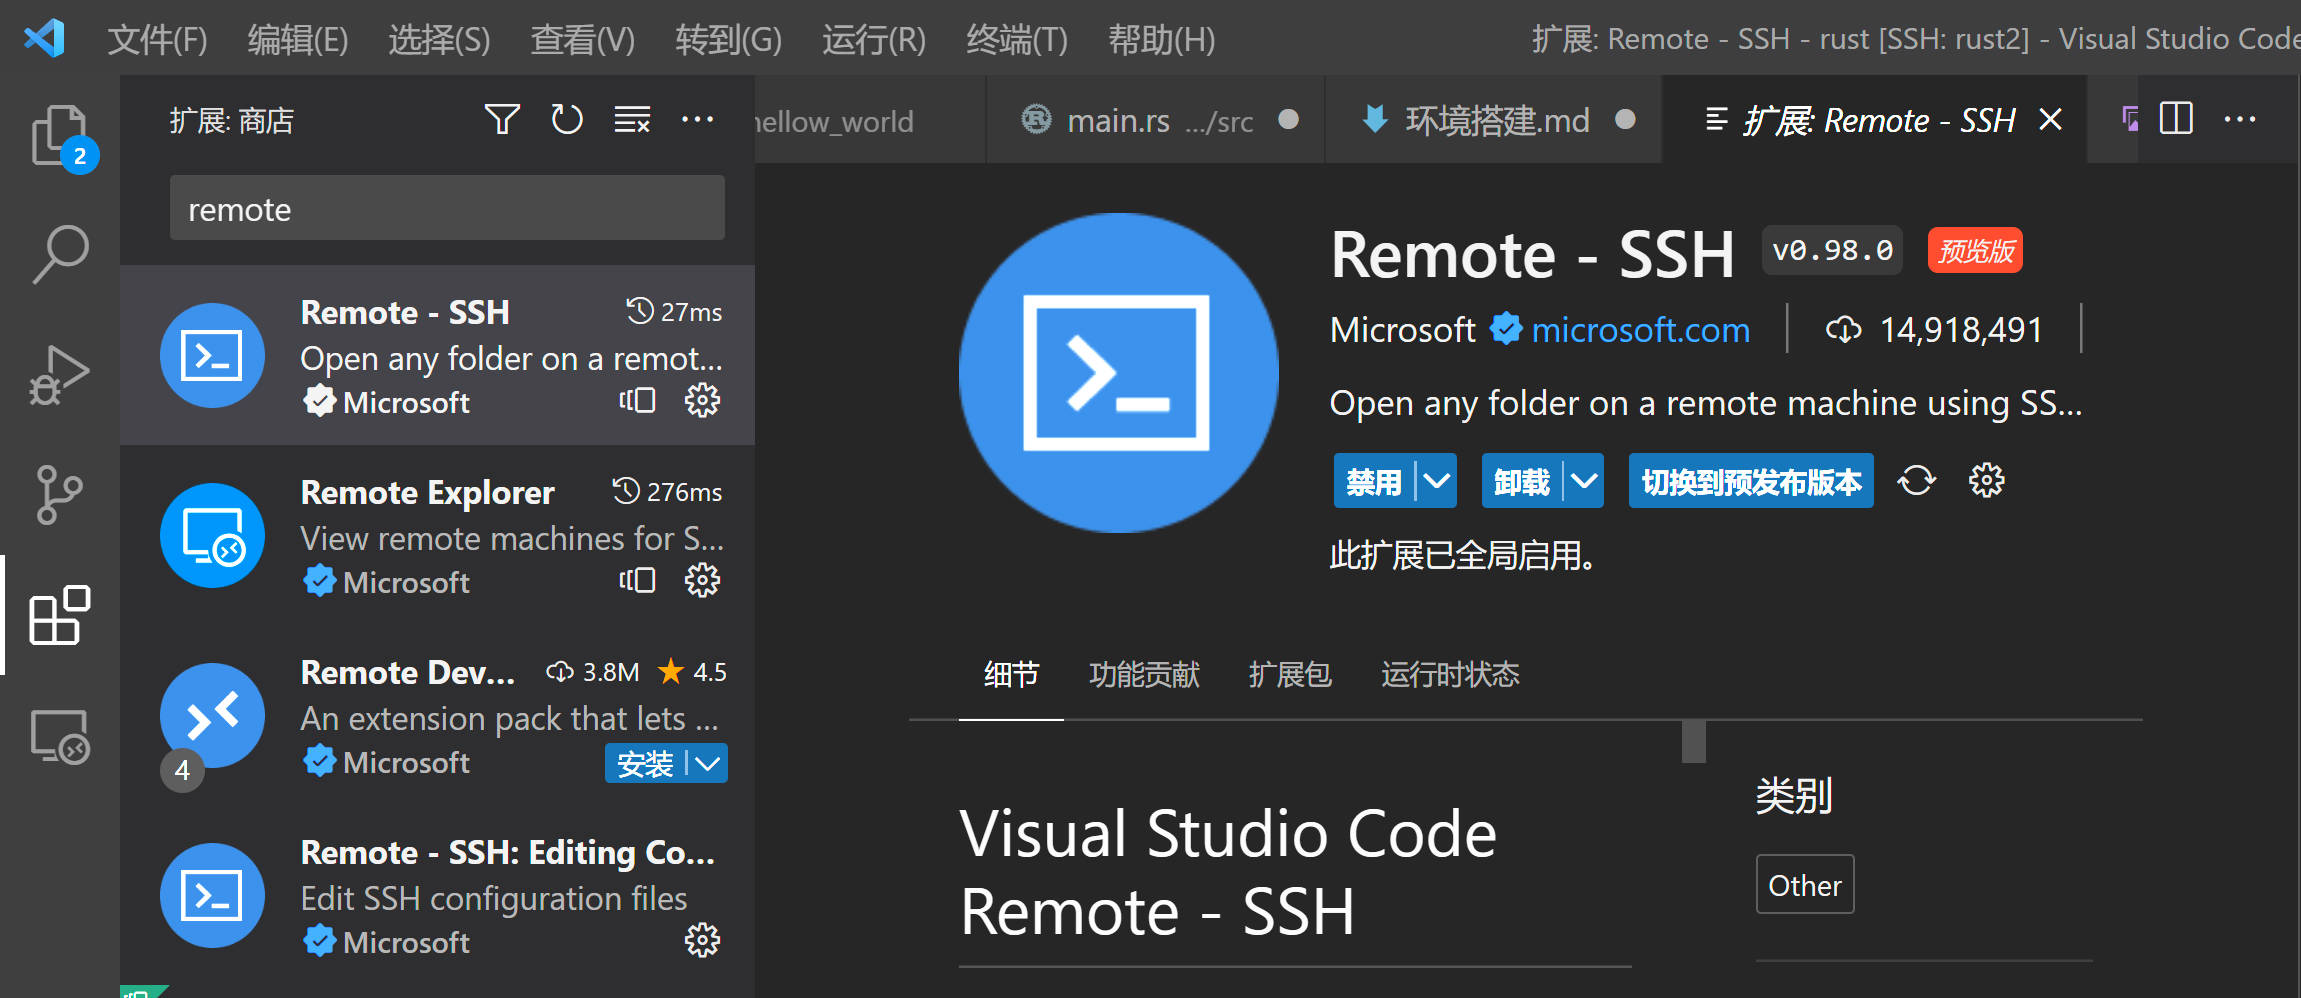 文件(F) 编辑(E) 选择(S) 查看(V) 转到(G) 运行(R) 终端(T) 帮助(H) 扩展: Remote - SSH - rust [SSH: rust2] - Visual Studio Code
2
扩展: 商店
remote
Remote - SSH 27ms
Open any folder on a remot...
Microsoft
Remote Explorer 276ms
View remote machines for S...
Microsoft
Remote Dev... 3.8M 4.5
An extension pack that lets ...
4
Microsoft 安装
Remote - SSH: Editing Co...
Edit SSH configuration files
Microsoft
hellow_world main.rs .../src 环境搭建.md 扩展: Remote - SSH
Remote - SSH v0.98.0 预览版
Microsoft microsoft.com 14,918,491
Open any folder on a remote machine using SS...
禁用 卸载 切换到预发布版本
此扩展已全局启用。
细节 功能贡献 扩展包 运行时状态
Visual Studio Code
Remote - SSH
类别
Other